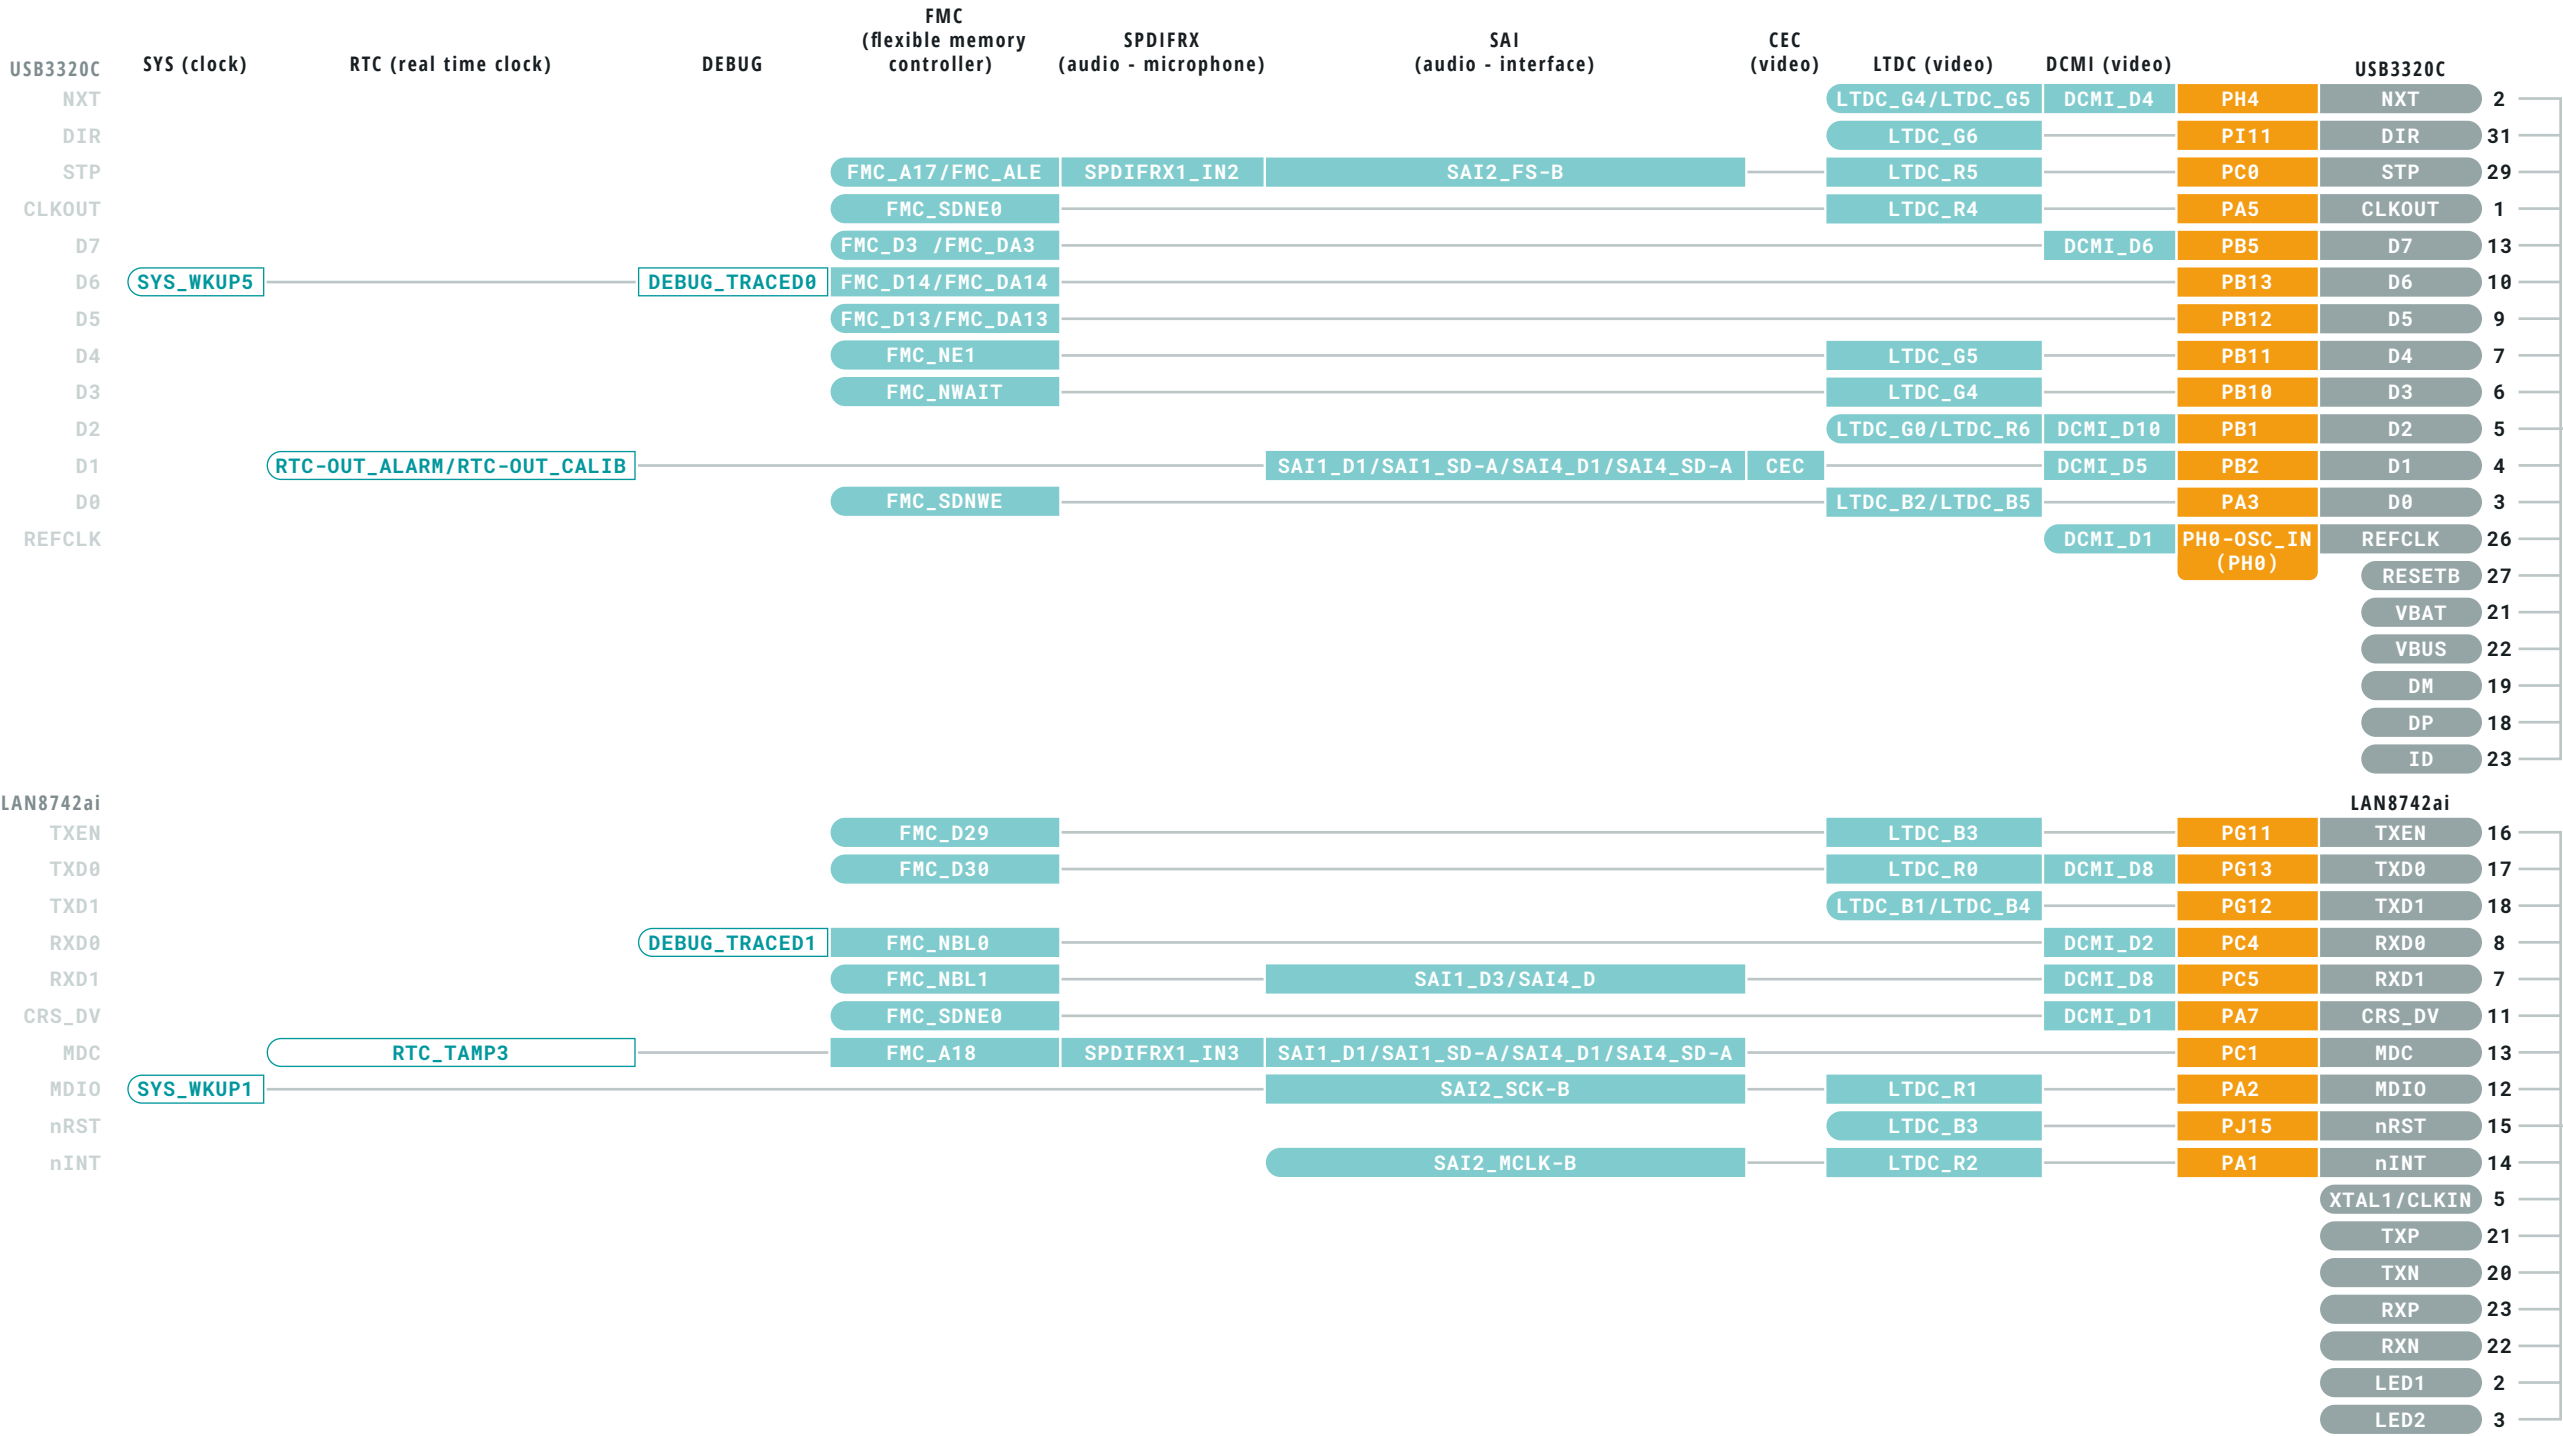 USB3320C SYS (clock) RTC (real time clock) DEBUG FMC (flexible memory controller) SPDIFRX (audio - microphone) SAI (audio - interface) CEC (video) LTDC (video) DCMI (video) USB3320C
NXT LTDC_G4/LTDC_G5 DCMI_D4 PH4 NXT 2
DIR LTDC_G6 PI11 DIR 31
STP FMC_A17/FMC_ALE SPDIFRX1_IN2 SAI2_FS-B LTDC_R5 PC0 STP 29
CLKOUT FMC_SDNE0 LTDC_R4 PA5 CLKOUT 1
D7 FMC_D3 /FMC_DA3 DCMI_D6 PB5 D7 13
D6 SYS_WKUP5 DEBUG_TRACED0 FMC_D14/FMC_DA14 PB13 D6 10
D5 FMC_D13/FMC_DA13 PB12 D5 9
D4 FMC_NE1 LTDC_G5 PB11 D4 7
D3 FMC_NWAIT LTDC_G4 PB10 D3 6
D2 LTDC_G0/LTDC_R6 DCMI_D10 PB1 D2 5
D1 RTC-OUT_ALARM/RTC-OUT_CALIB SAI1_D1/SAI1_SD-A/SAI4_D1/SAI4_SD-A CEC DCMI_D5 PB2 D1 4
D0 FMC_SDNWE LTDC_B2/LTDC_B5 PA3 D0 3
REFCLK DCMI_D1 PH0-OSC_IN (PH0) REFCLK 26
RESETB 27
VBAT 21
VBUS 22
DM 19
DP 18
ID 23
LAN8742ai LAN8742ai
TXEN FMC_D29 LTDC_B3 PG11 TXEN 16
TXD0 FMC_D30 LTDC_R0 DCMI_D8 PG13 TXD0 17
TXD1 LTDC_B1/LTDC_B4 PG12 TXD1 18
RXD0 DEBUG_TRACED1 FMC_NBL0 DCMI_D2 PC4 RXD0 8
RXD1 FMC_NBL1 SAI1_D3/SAI4_D DCMI_D8 PC5 RXD1 7
CRS_DV FMC_SDNE0 DCMI_D1 PA7 CRS_DV 11
MDC RTC_TAMP3 FMC_A18 SPDIFRX1_IN3 SAI1_D1/SAI1_SD-A/SAI4_D1/SAI4_SD-A PC1 MDC 13
MDIO SYS_WKUP1 SAI2_SCK-B LTDC_R1 PA2 MDIO 12
nRST LTDC_B3 PJ15 nRST 15
nINT SAI2_MCLK-B LTDC_R2 PA1 nINT 14
XTAL1/CLKIN 5
TXP 21
TXN 20
RXP 23
RXN 22
LED1 2
LED2 3